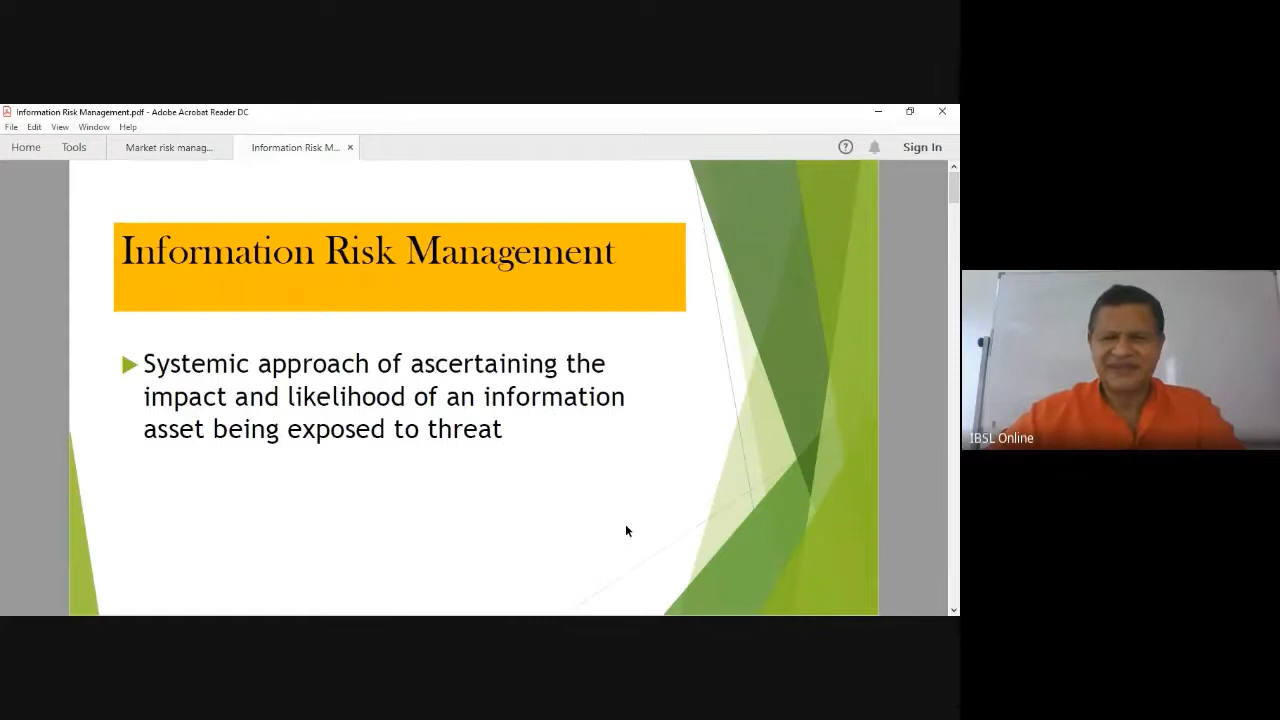 Information Risk Management.pdf - Adobe Acrobat Reader DC
File Edit View Window Help
Home Tools Market risk manag... Information Risk M... × ? Sign In
Information Risk Management
Systemic approach of ascertaining the
impact and likelihood of an information
asset being exposed to threat
IBSL Online